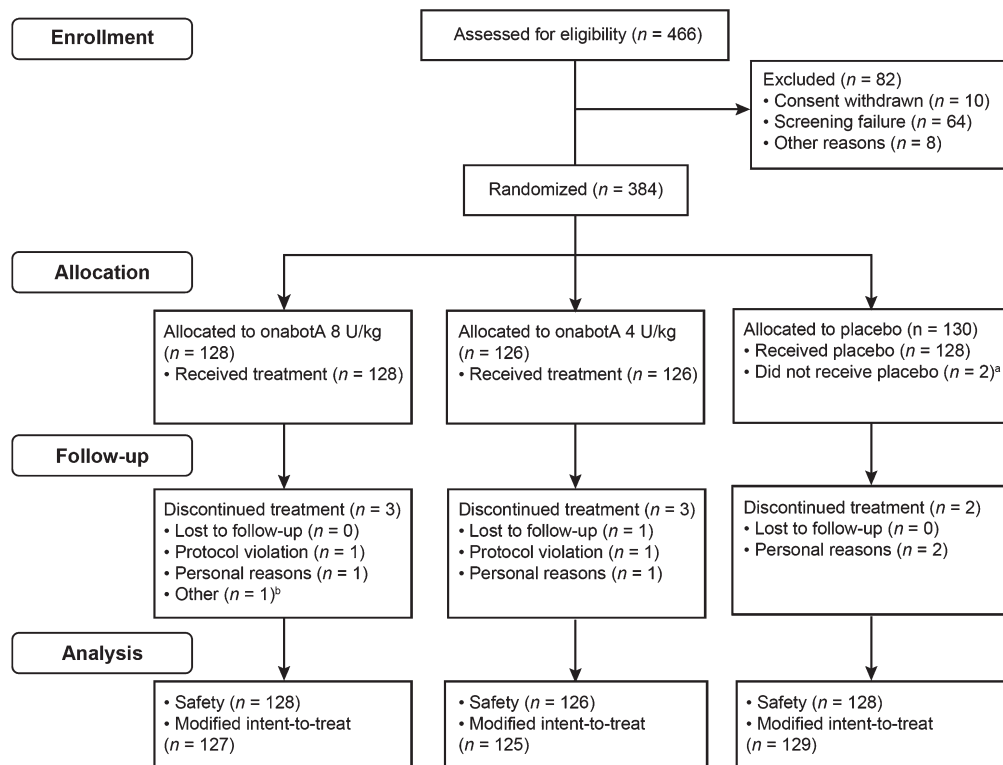 Enrollment
Assessed for eligibility (n = 466)
Excluded (n = 82)
• Consent withdrawn (n = 10)
• Screening failure (n = 64)
• Other reasons (n = 8)
Randomized (n = 384)
Allocation
Allocated to onabotA 8 U/kg
(n = 128)
• Received treatment (n = 128)
Allocated to onabotA 4 U/kg
(n = 126)
• Received treatment (n = 126)
Allocated to placebo (n = 130)
• Received placebo (n = 128)
• Did not receive placebo (n = 2)ᵃ
Follow-up
Discontinued treatment (n = 3)
• Lost to follow-up (n = 0)
• Protocol violation (n = 1)
• Personal reasons (n = 1)
• Other (n = 1)ᵇ
Discontinued treatment (n = 3)
• Lost to follow-up (n = 1)
• Protocol violation (n = 1)
• Personal reasons (n = 1)
Discontinued treatment (n = 2)
• Lost to follow-up (n = 0)
• Personal reasons (n = 2)
Analysis
• Safety (n = 128)
• Modified intent-to-treat
(n = 127)
• Safety (n = 126)
• Modified intent-to-treat
(n = 125)
• Safety (n = 128)
• Modified intent-to-treat
(n = 129)